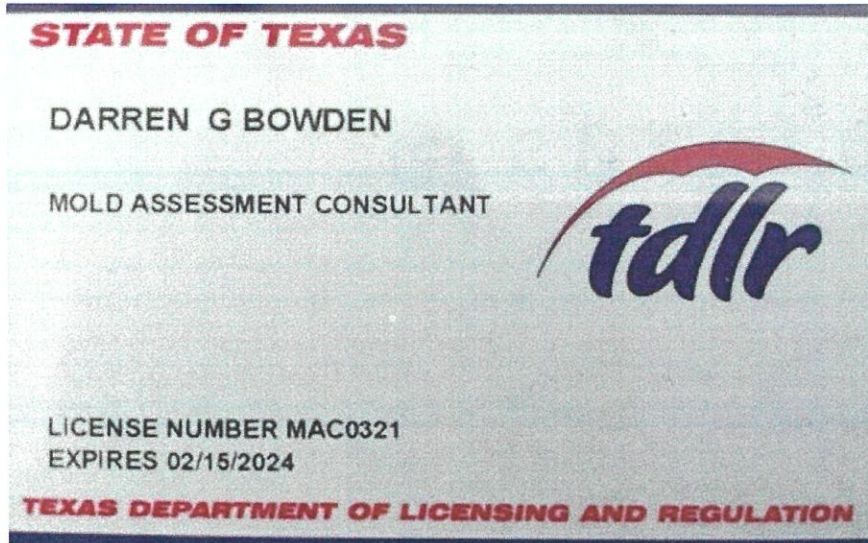 STATE OF TEXAS
DARREN G BOWDEN
MOLD ASSESSMENT CONSULTANT
tdlr
LICENSE NUMBER MAC0321
EXPIRES 02/15/2024
TEXAS DEPARTMENT OF LICENSING AND REGULATION